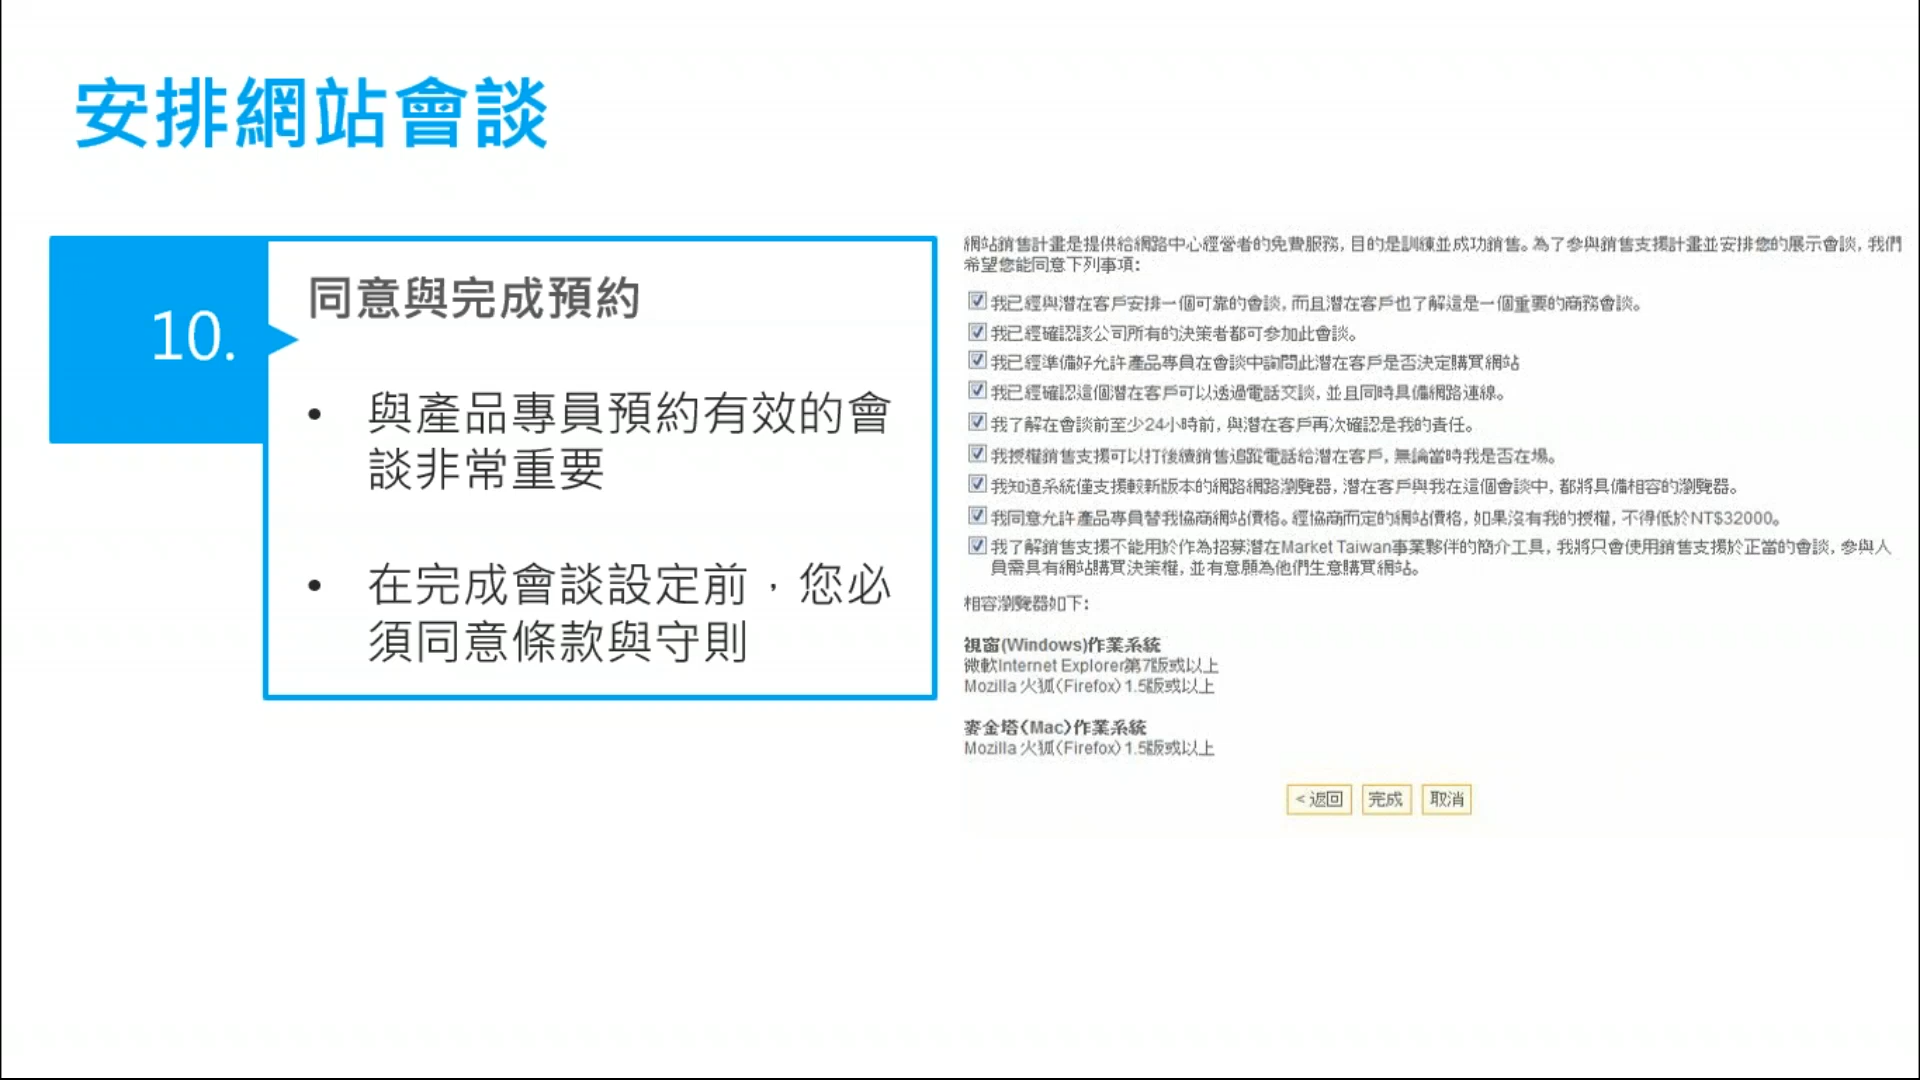 安排網站會談
10.
同意與完成預約
• 與產品專員預約有效的會
談非常重要
• 在完成會談設定前，您必
須同意條款與守則
網站銷售計畫是提供給網路中心經營者的免費服務，目的是訓練並成功銷售。為了參與銷售支援計畫並安排您的展示會談，我們
希望您能同意下列事項：
我已經與潛在客戶安排一個可靠的會談，而且潛在客戶也了解這是一個重要的商務會談。
我已經確認該公司所有的決策者都可參加此會談。
我已經準備好允許產品專員在會談中詢問此潛在客戶是否決定購買網站
我已經確認這個潛在客戶可以透過電話交談，並且同時具備網路連線。
我了解在會談前至少24小時前，與潛在客戶再次確認是我的責任。
我授權銷售支援可以打後續銷售追蹤電話給潛在客戶，無論當時我是否在場。
我知道系統僅支援較新版本的網路網路瀏覽器，潛在客戶與我在這個會談中，都將具備相容的瀏覽器。
我同意允許產品專員替我協商網站價格。經協商而定的網站價格，如果沒有我的授權，不得低於NT$32000。
我了解銷售支援不能用於作為招募潛在Market Taiwan事業夥伴的簡介工具，我將只會使用銷售支援於正當的會談，參與人
員需具有網站購買決策權，並有意願為他們生意購買網站。
相容瀏覽器如下：
視窗(Windows)作業系統
微軟Internet Explorer第7版或以上
Mozilla 火狐（Firefox）1.5版或以上
麥金塔（Mac）作業系統
Mozilla 火狐（Firefox）1.5版或以上
< 返回 完成 取消